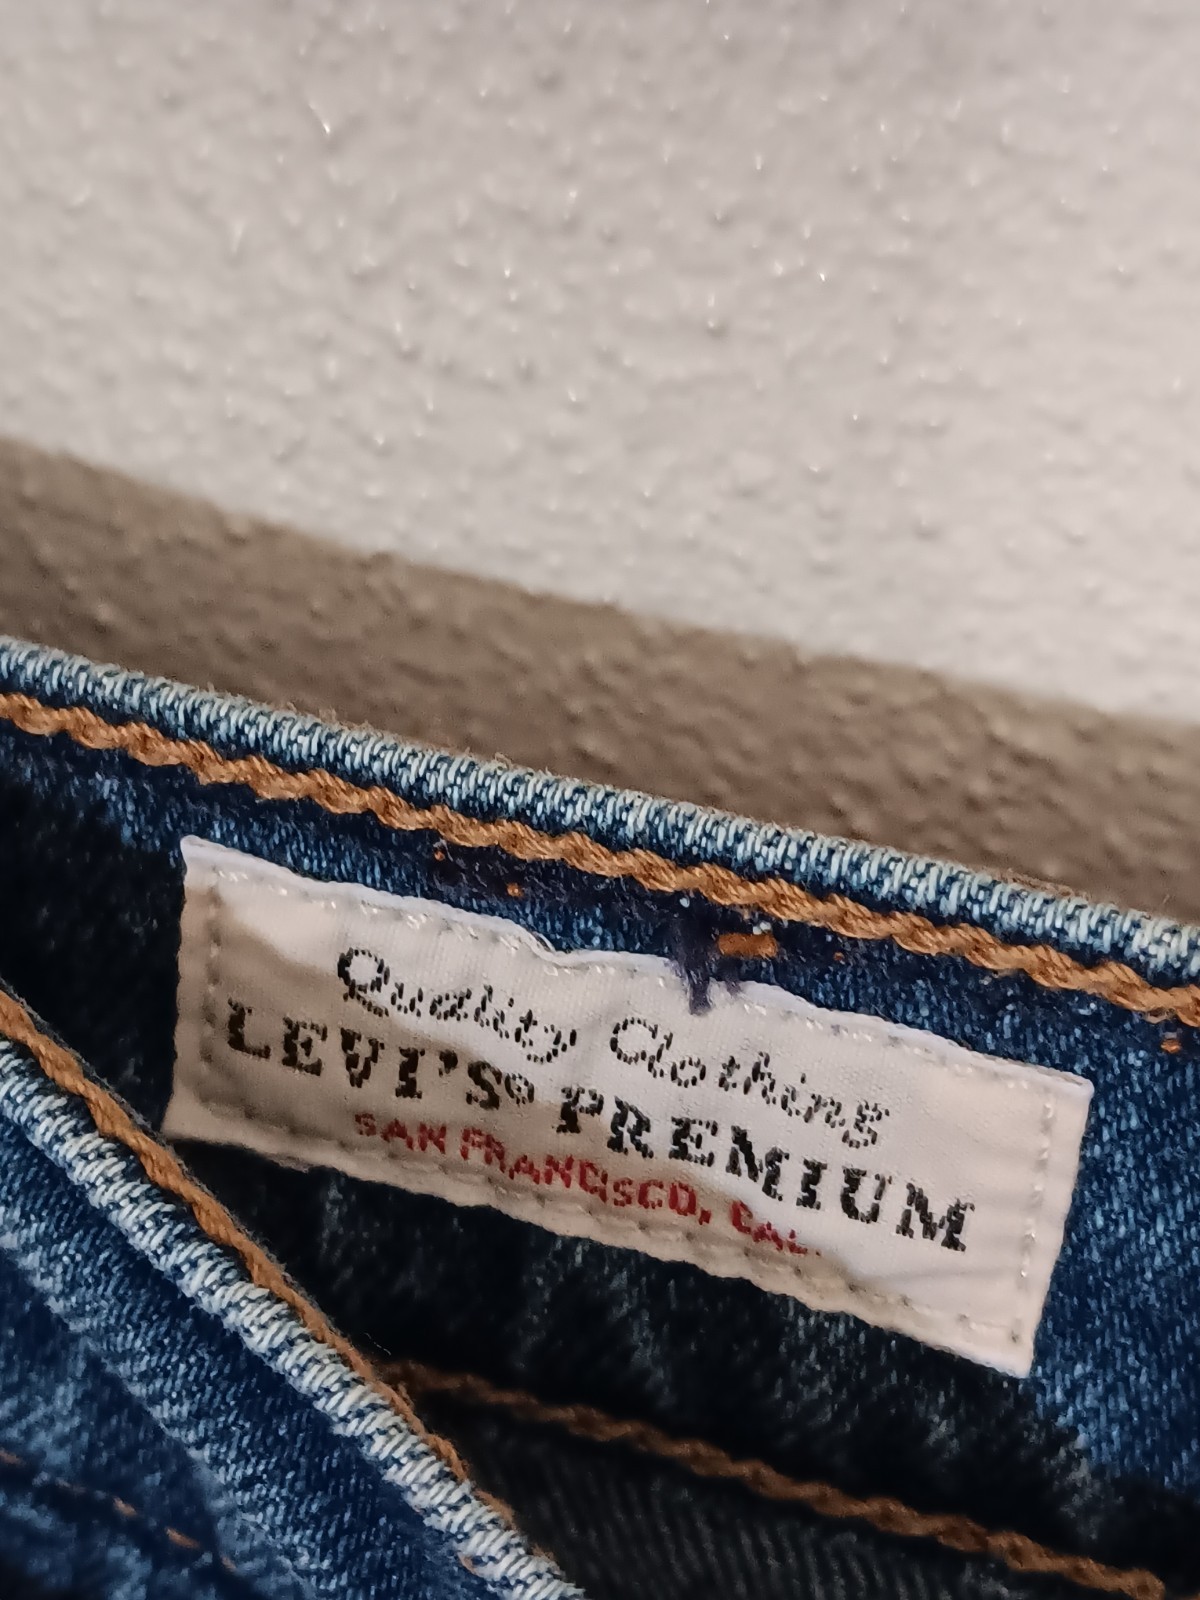 Quality Clothing
LEVI'S® PREMIUM
SAN FRANCISCO, CAL.